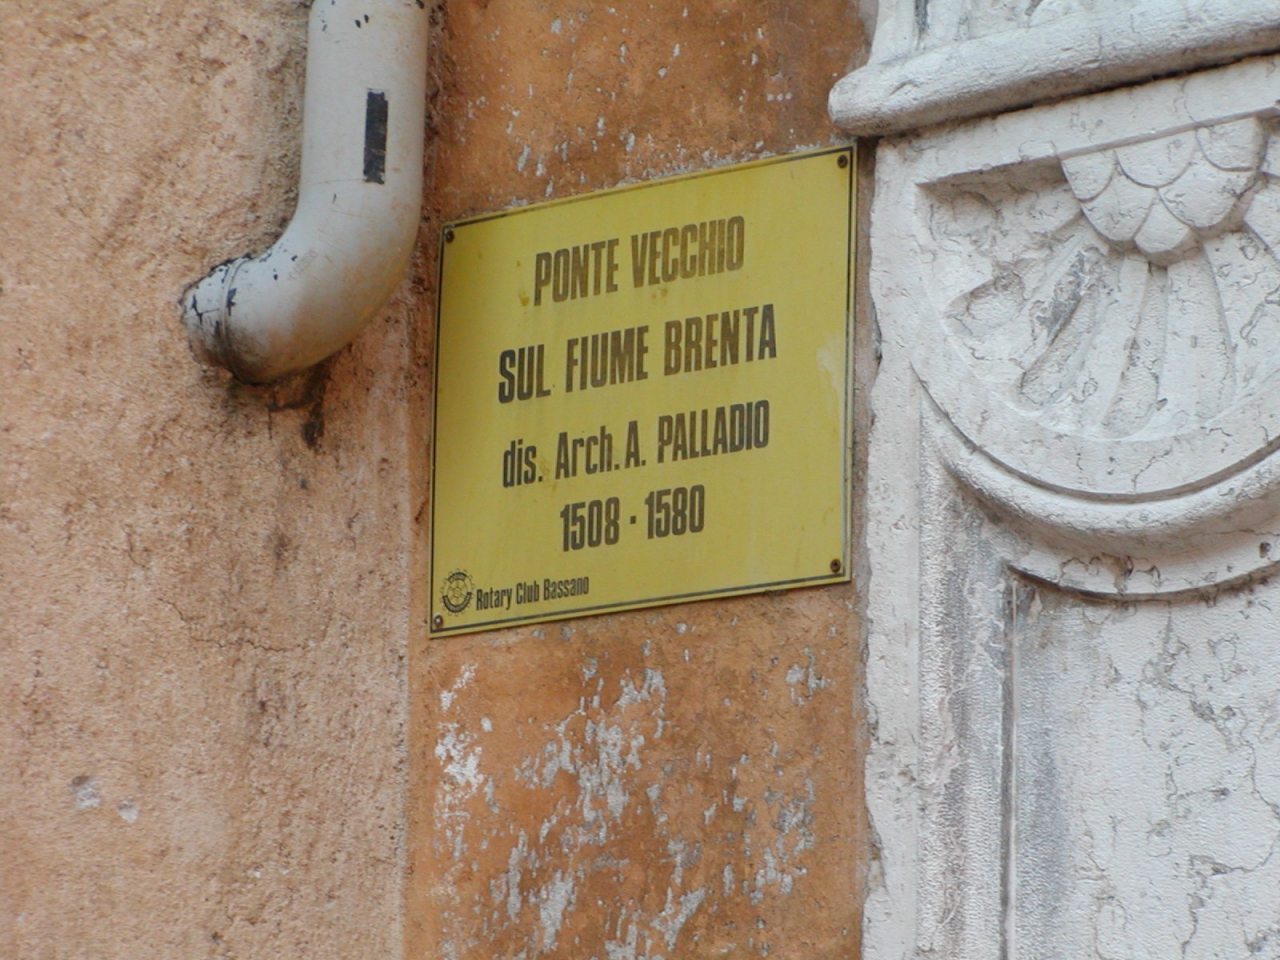 PONTE VECCHIO
SUL FIUME BRENTA
dis. Arch. A. PALLADIO
1508 - 1580
Rotary Club Bassano